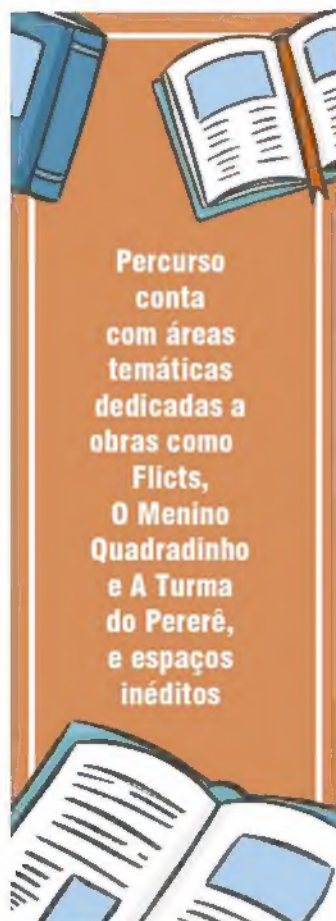 Percurso
conta
com áreas
temáticas
dedicadas a
obras como
Flicts,
O Menino
Quadradinho
e A Turma
do Pererê,
e espaços
inéditos